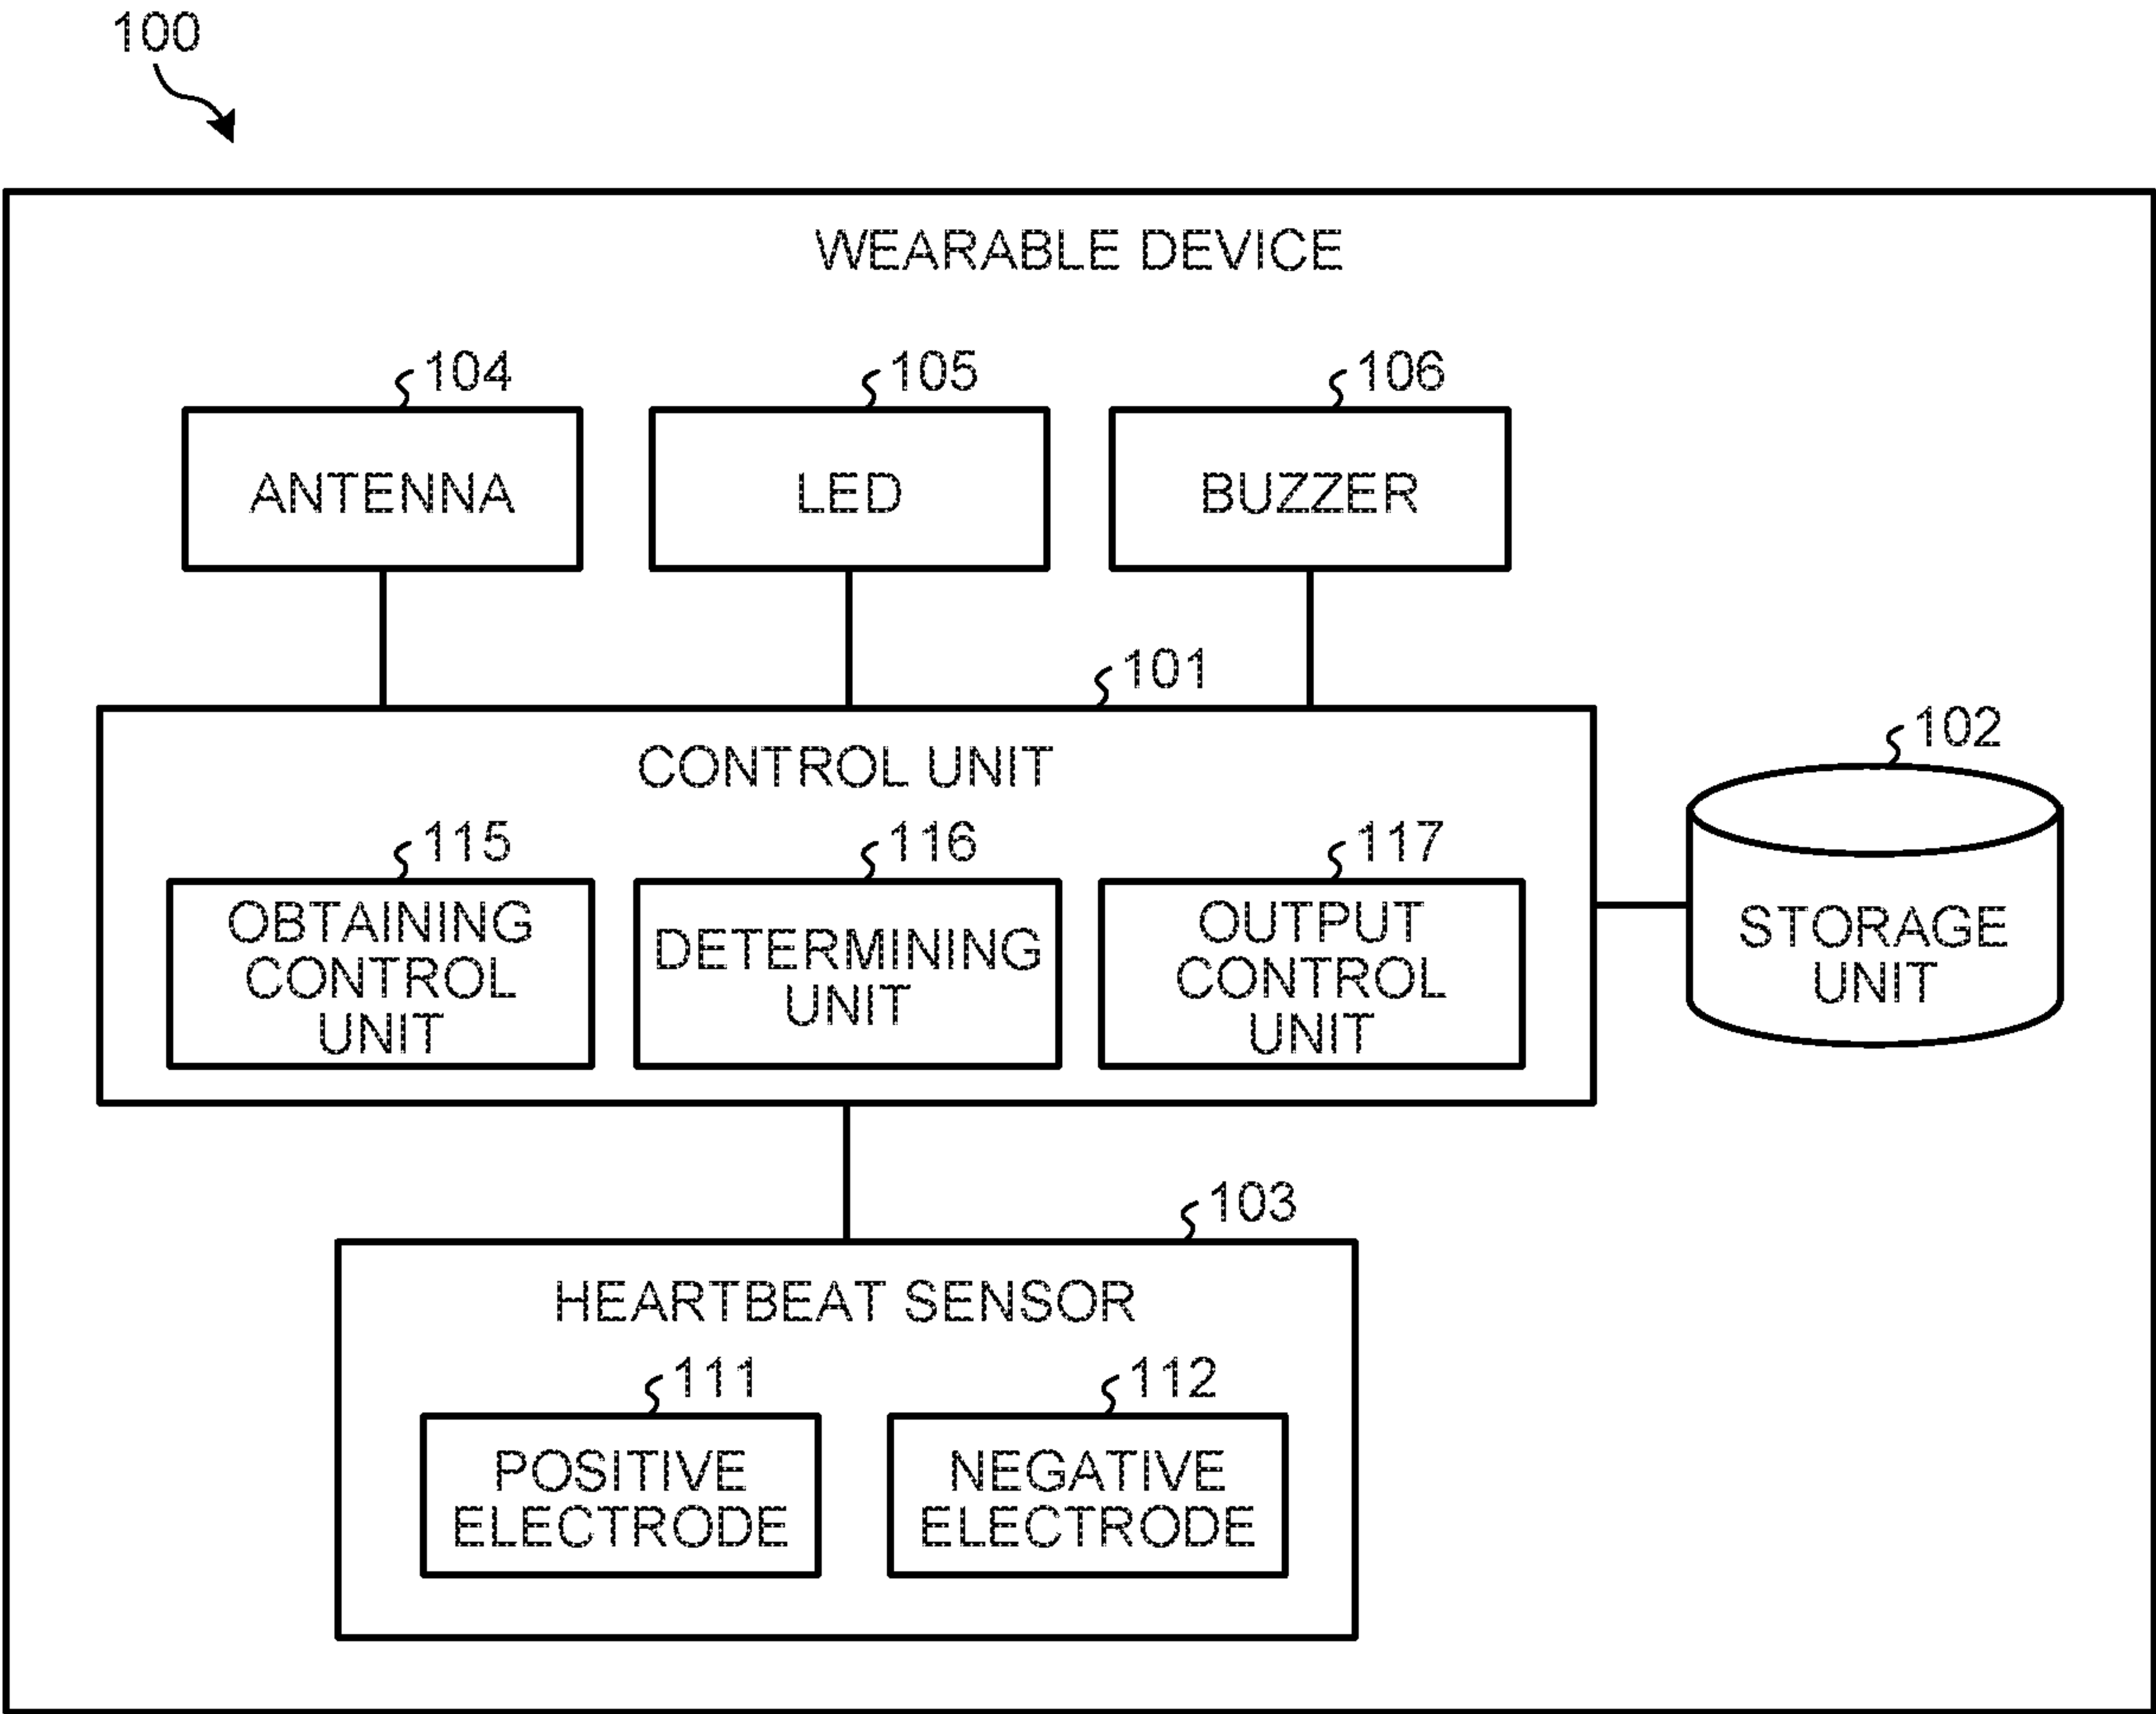 100
WEARABLE DEVICE
104
105
106
ANTENNA
LED
BUZZER
101
CONTROL UNIT
102
115
116
117
OBTAINING
CONTROL
UNIT
DETERMINING
UNIT
OUTPUT
CONTROL
UNIT
STORAGE
UNIT
103
HEARTBEAT SENSOR
111
112
POSITIVE
ELECTRODE
NEGATIVE
ELECTRODE